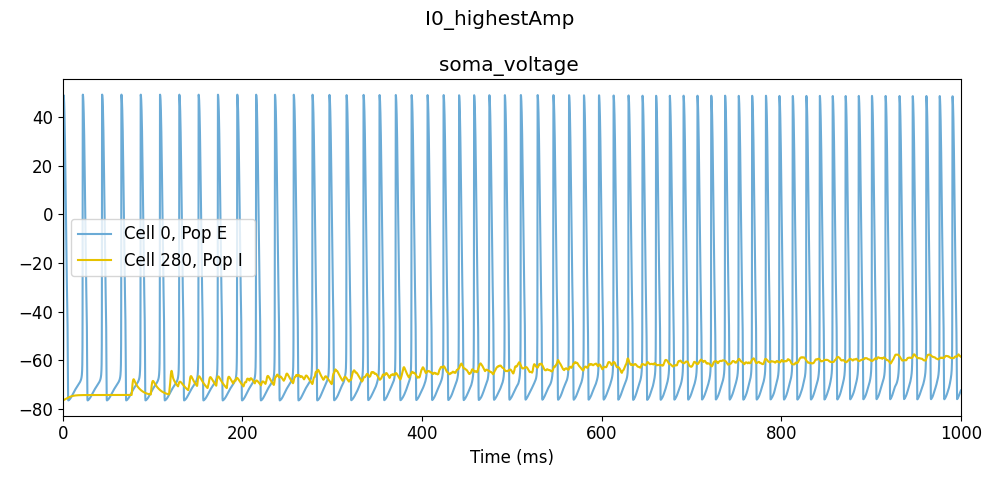 I0_highestAmp
soma_voltage
40
20
0
−20
−40
−60
−80
Cell 0, Pop E
Cell 280, Pop I
0 200 400 600 800 1000
Time (ms)